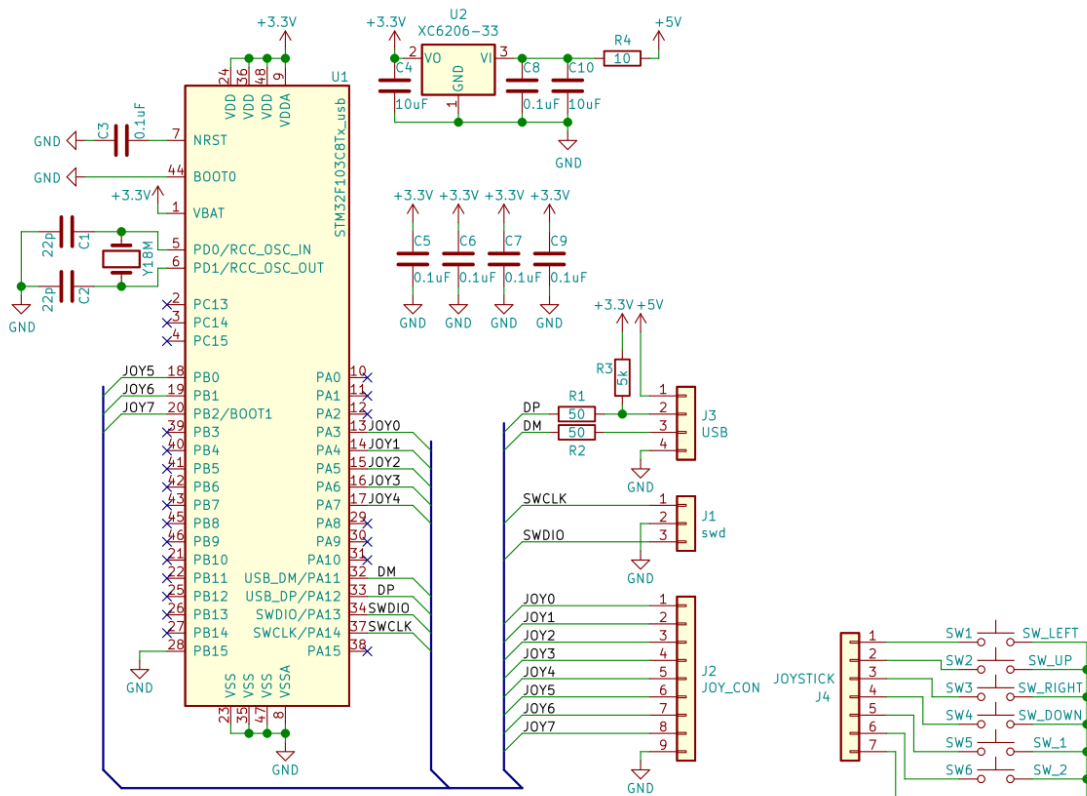 +3.3V
24
36
48
9
VDD
VDD
VDD
VDDA
U1
STM32F103C8Tx_usb
GND
C3
0.1uF
7
NRST
GND
44
BOOT0
+3.3V
1
VBAT
22p
C1
5
PD0/RCC_OSC_IN
Y1
8M
6
PD1/RCC_OSC_OUT
22p
C2
GND
2
PC13
3
PC14
4
PC15
JOY5
18
PB0
JOY6
19
PB1
JOY7
20
PB2/BOOT1
39
PB3
40
PB4
41
PB5
42
PB6
43
PB7
45
PB8
46
PB9
21
PB10
22
PB11
25
PB12
26
PB13
27
PB14
28
PB15
GND
PA0
10
PA1
11
PA2
12
PA3
13
JOY0
PA4
14
JOY1
PA5
15
JOY2
PA6
16
JOY3
PA7
17
JOY4
PA8
29
PA9
30
PA10
31
USB_DM/PA11
32
DM
USB_DP/PA12
33
DP
SWDIO/PA13
34
SWDIO
SWCLK/PA14
37
SWCLK
PA15
38
VSS
VSS
VSS
VSSA
23
35
47
8
GND
U2
XC6206-33
+3.3V
2
VO
VI
3
GND
1
C4
10uF
C8
0.1uF
C10
10uF
R4
10
+5V
GND
+3.3V
+3.3V
+3.3V
+3.3V
C5
C6
C7
C9
0.1uF
0.1uF
0.1uF
0.1uF
GND
GND
GND
GND
+3.3V
+5V
R3
5k
R1
DP
50
DM
50
R2
1
2
3
4
J3
USB
GND
SWCLK
1
2
SWDIO
3
J1
swd
GND
JOY0
1
JOY1
2
JOY2
3
JOY3
4
JOY4
5
JOY5
6
JOY6
7
JOY7
8
9
J2
JOY_CON
GND
JOYSTICK
J4
1
2
3
4
5
6
7
SW1
SW_LEFT
SW2
SW_UP
SW3
SW_RIGHT
SW4
SW_DOWN
SW5
SW_1
SW6
SW_2